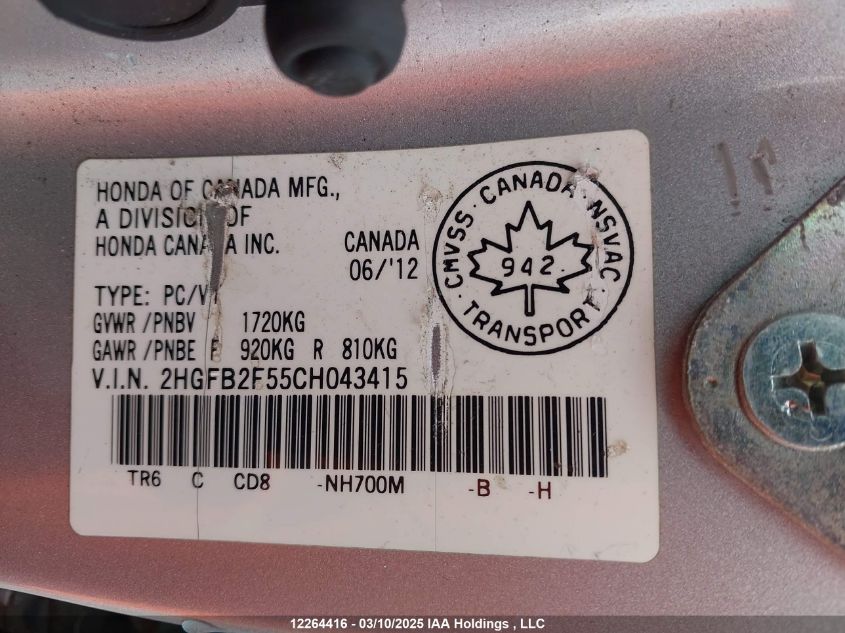 HONDA OF CANADA MFG.,
A DIVISION OF
HONDA CANADA INC.
CANADA
06/'12
TYPE: PC/V
GVWR /PNBV 1720KG
GAWR /PNBE F 920KG R 810KG
V.I.N. 2HGFB2F55CH043415
TR6 C CD8 -NH700M -B -H
CMVSS · CANADA · NSVAC ·
942
TRANSPORT
12264416 - 03/10/2025 IAA Holdings , LLC